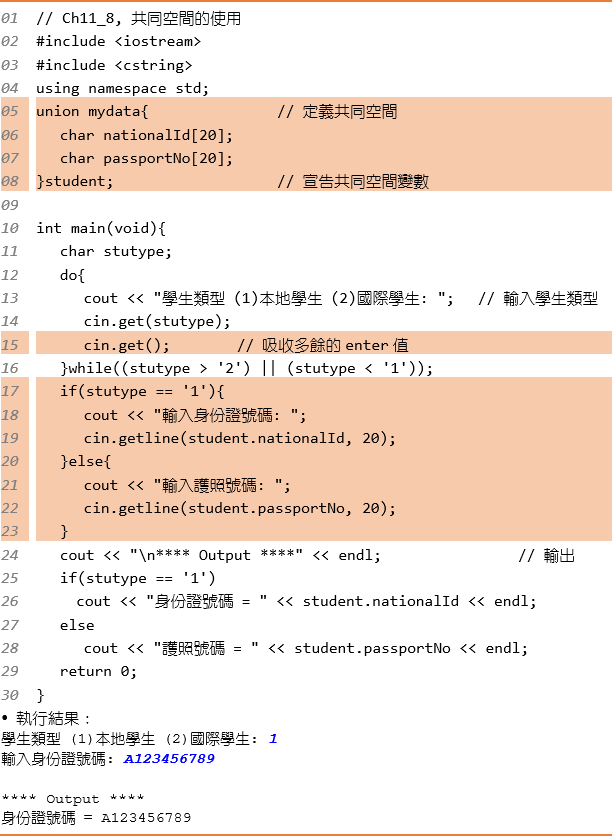 01 // Ch11_8, 共同空間的使用
02 #include <iostream>
03 #include <cstring>
04 using namespace std;
05 union mydata{ // 定義共同空間
06 char nationalId[20];
07 char passportNo[20];
08 }student; // 宣告共同空間變數
09
10 int main(void){
11 char stutype;
12 do{
13 cout << "學生類型 (1)本地學生 (2)國際學生: "; // 輸入學生類型
14 cin.get(stutype);
15 cin.get(); // 吸收多餘的 enter 值
16 }while((stutype > '2') || (stutype < '1'));
17 if(stutype == '1'){
18 cout << "輸入身份證號碼: ";
19 cin.getline(student.nationalId, 20);
20 }else{
21 cout << "輸入護照號碼: ";
22 cin.getline(student.passportNo, 20);
23 }
24 cout << "\n**** Output ****" << endl; // 輸出
25 if(stutype == '1')
26 cout << "身份證號碼 = " << student.nationalId << endl;
27 else
28 cout << "護照號碼 = " << student.passportNo << endl;
29 return 0;
30 }
• 執行結果：
學生類型 (1)本地學生 (2)國際學生: 1
輸入身份證號碼: A123456789
**** Output ****
身份證號碼 = A123456789